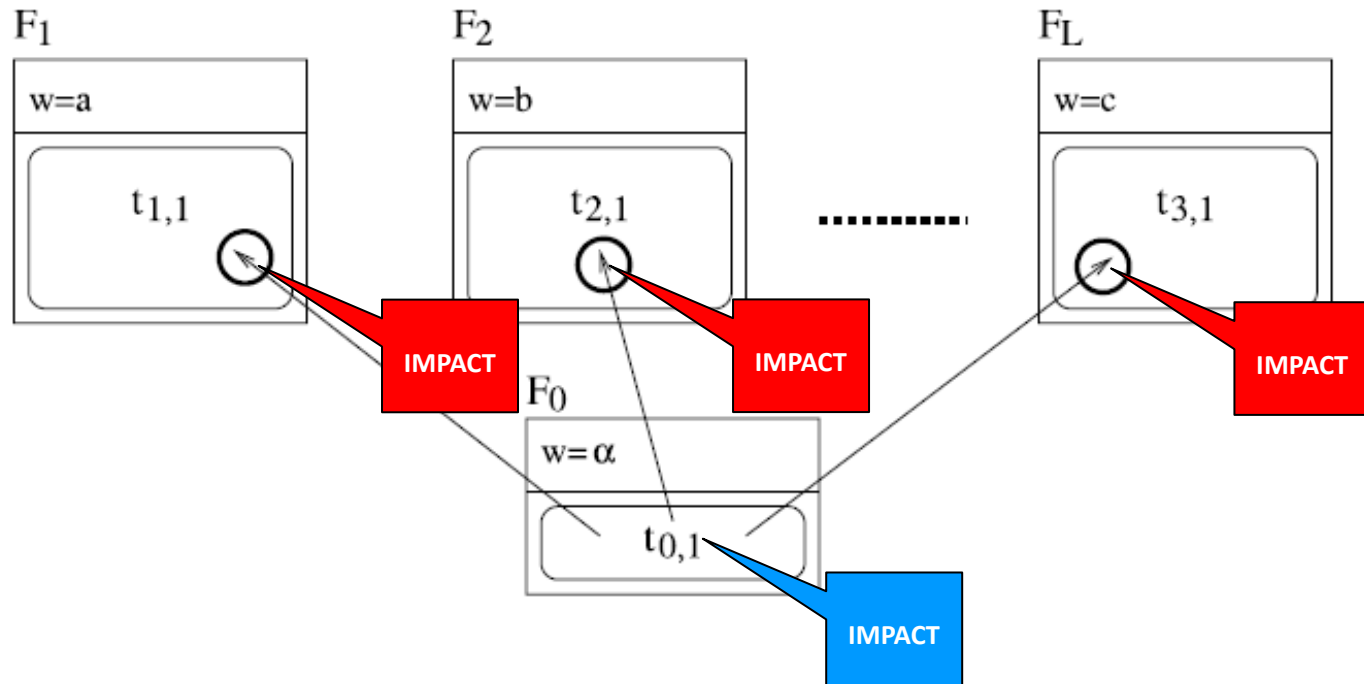 F1 F2 FL
w=a w=b w=c
t1,1 t2,1 t3,1
IMPACT IMPACT IMPACT
F0
w=α
t0,1
IMPACT